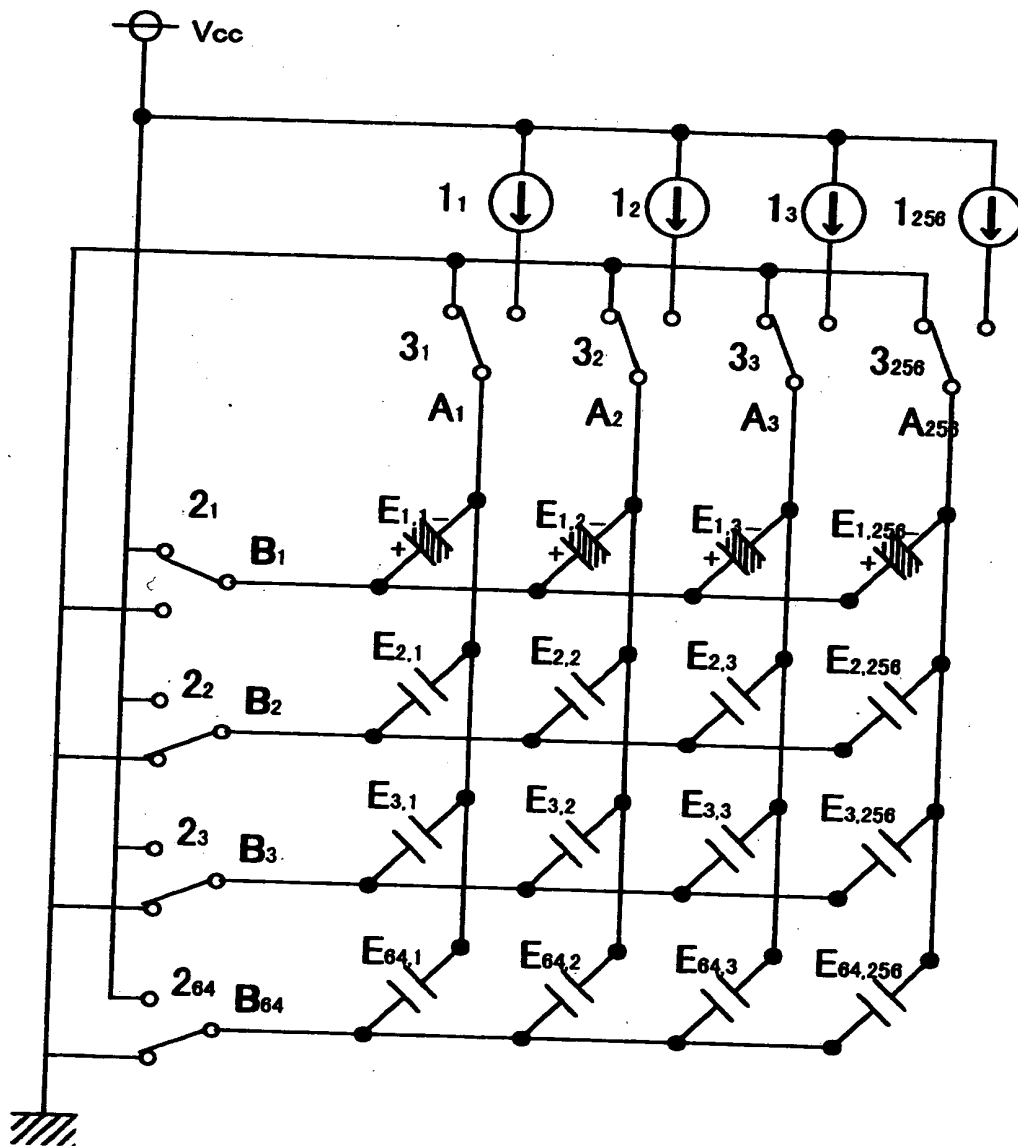 Vcc
1₁ 1₂ 1₃ 1₂₅₆
3₁ 3₂ 3₃ 3₂₅₆
A₁ A₂ A₃ A₂₅₆
2₁ B₁ E₁,₁ − + E₁,₂ − + E₁,₃ − + E₁,₂₅₆ − +
2₂ B₂ E₂,₁ E₂,₂ E₂,₃ E₂,₂₅₆
2₃ B₃ E₃,₁ E₃,₂ E₃,₃ E₃,₂₅₆
2₆₄ B₆₄ E₆₄,₁ E₆₄,₂ E₆₄,₃ E₆₄,₂₅₆